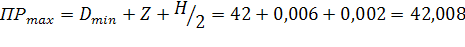 ПР_max = D_min + Z + H/2 = 42 + 0,006 + 0,002 = 42,008